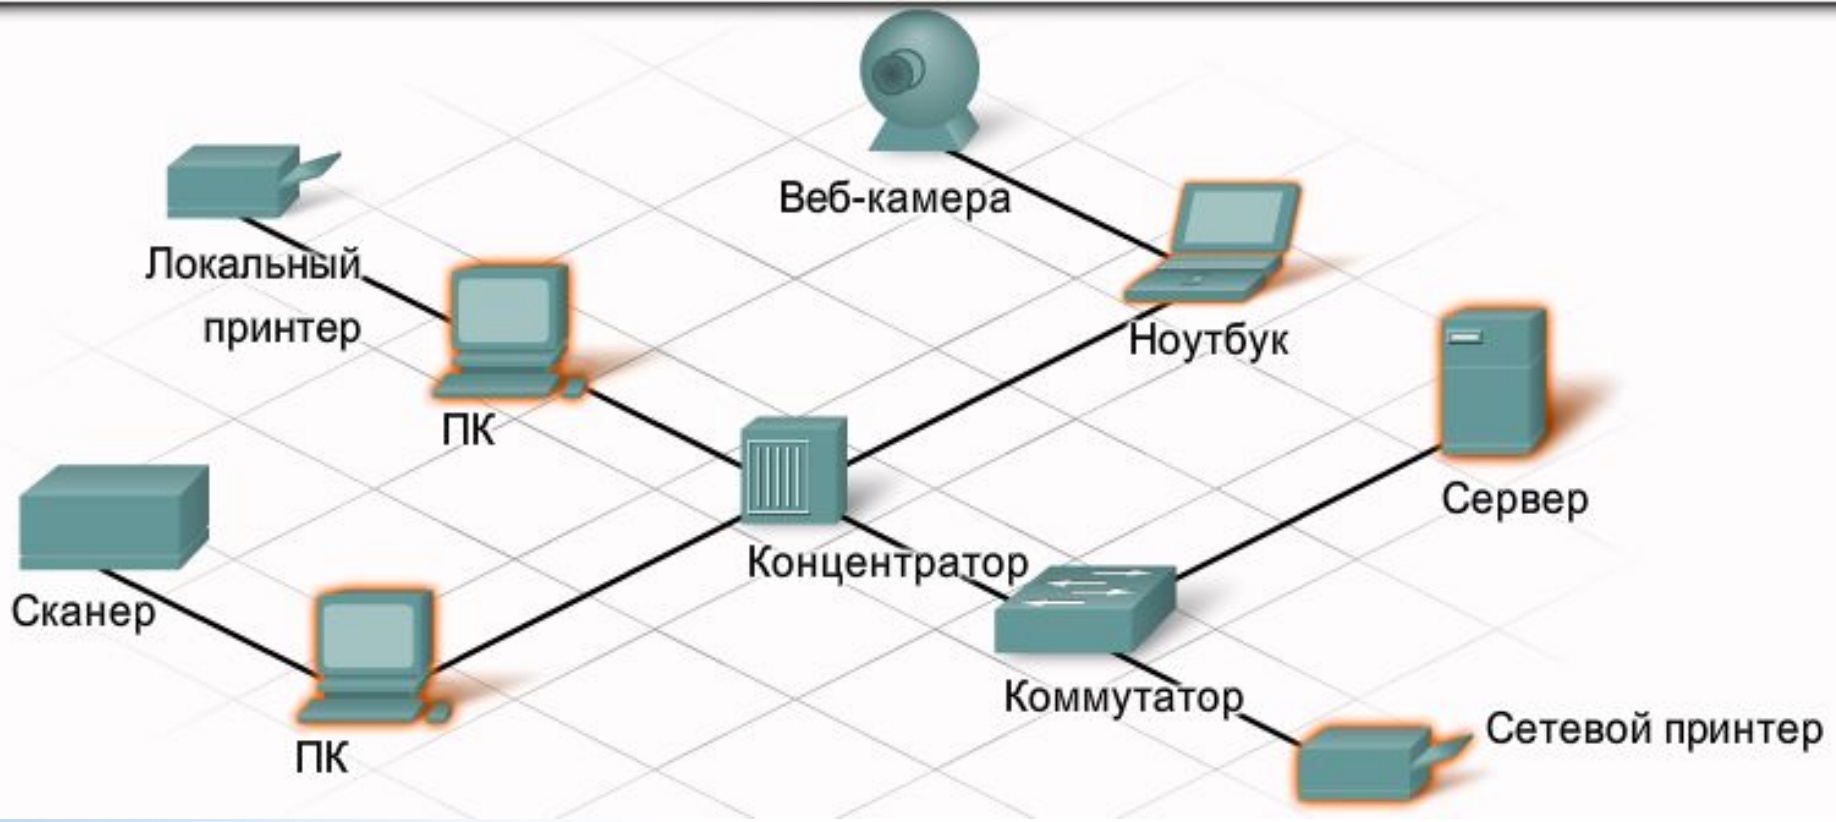 Веб-камера
Локальный
принтер
Ноутбук
ПК
Сервер
Концентратор
Сканер
Коммутатор
Сетевой принтер
ПК